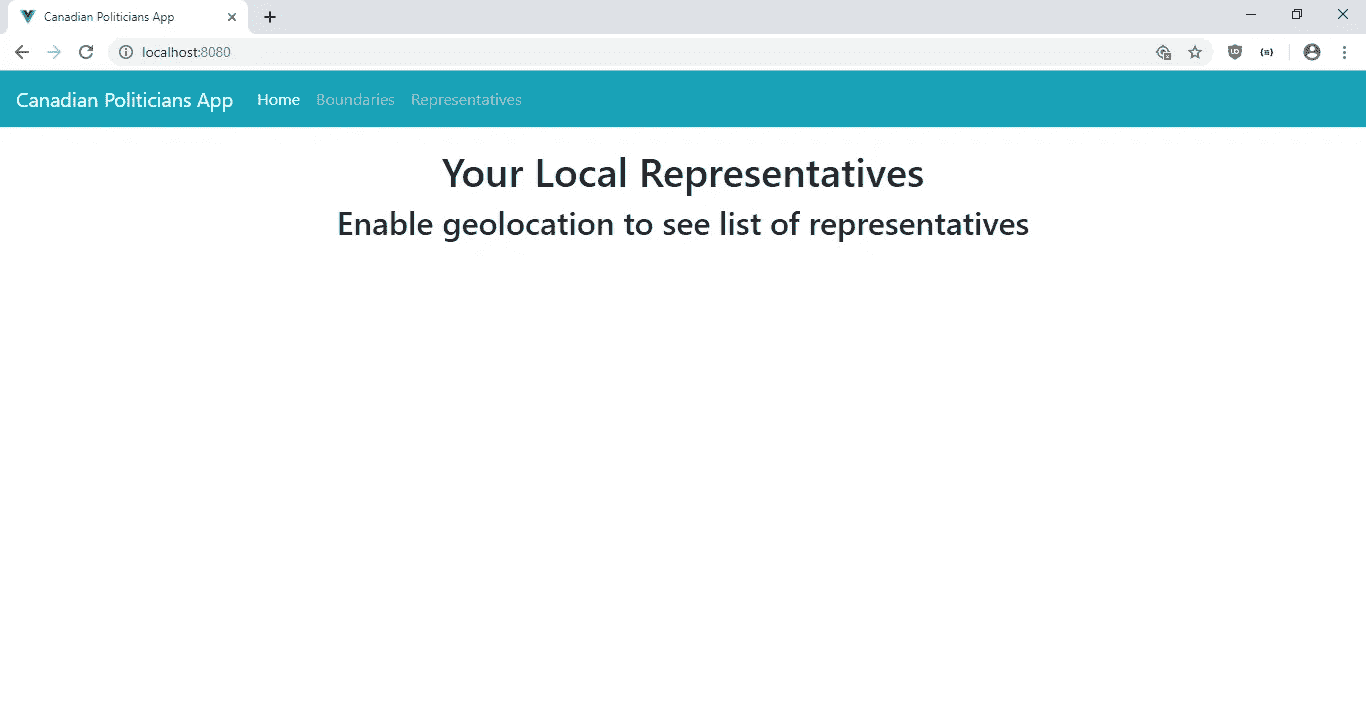 Canadian Politicians App
localhost:8080
Canadian Politicians App Home Boundaries Representatives
Your Local Representatives
Enable geolocation to see list of representatives